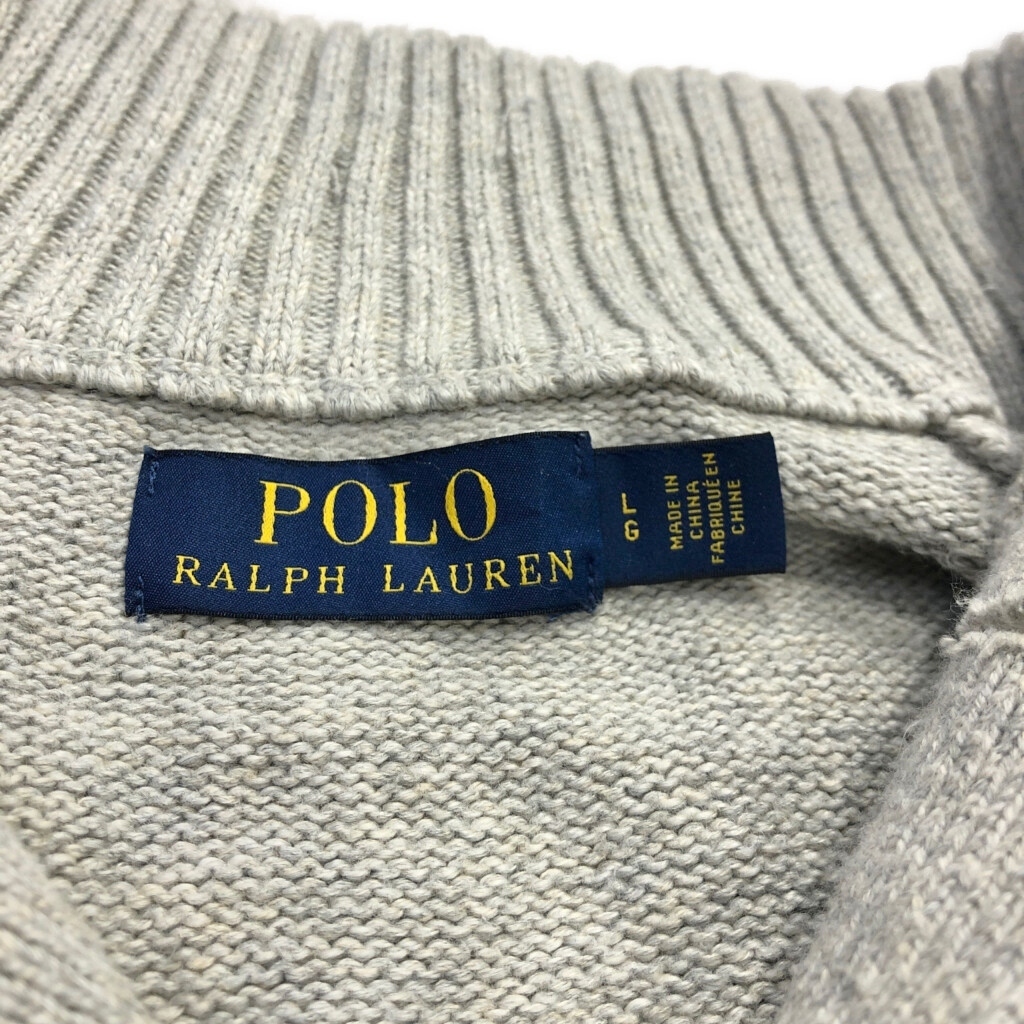 POLO
RALPH LAUREN
L
G
MADE IN
CHINA
FABRIQUÉ EN
CHINE